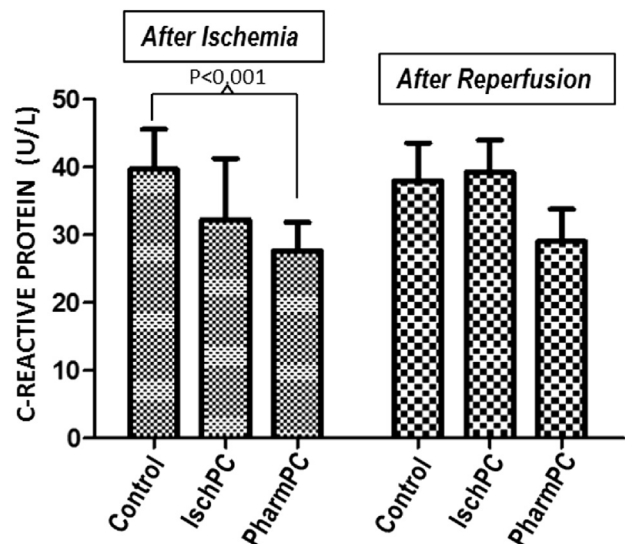 After Ischemia
P<0,001
After Reperfusion
C-REACTIVE PROTEIN (U/L)
50
40
30
20
10
0
Control
IschPC
PharmPC
Control
IschPC
PharmPC